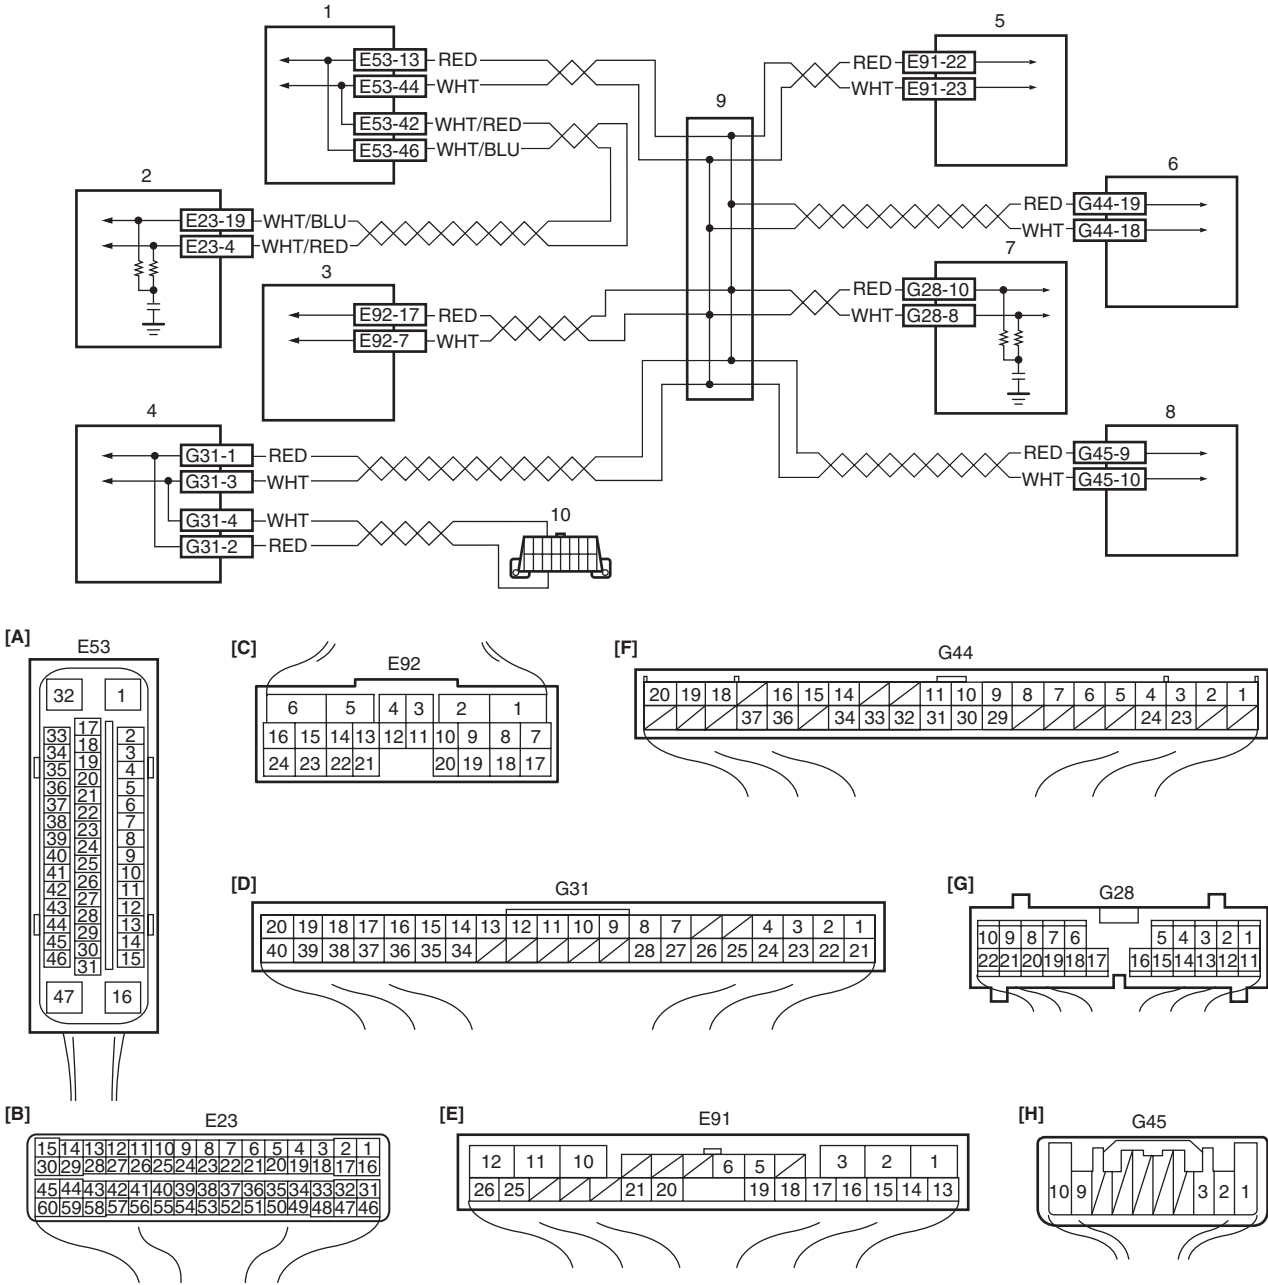 1
E53-13 RED
E53-44 WHT
E53-42 WHT/RED
E53-46 WHT/BLU
2
E23-19 WHT/BLU
E23-4 WHT/RED
3
E92-17 RED
E92-7 WHT
4
G31-1 RED
G31-3 WHT
G31-4 WHT
G31-2 RED
10
9
5
RED E91-22
WHT E91-23
6
RED G44-19
WHT G44-18
7
RED G28-10
WHT G28-8
8
RED G45-9
WHT G45-10
[A]
E53
32 1
33 34 35 36 37 38 39 40 41 42 43 44 45 46
17 18 19 20 21 22 23 24 25 26 27 28 29 30 31
2 3 4 5 6 7 8 9 10 11 12 13 14 15
47 16
[C]
E92
6 5 4 3 2 1
16 15 14 13 12 11 10 9 8 7
24 23 22 21 20 19 18 17
[F]
G44
20 19 18 16 15 14 11 10 9 8 7 6 5 4 3 2 1
37 36 34 33 32 31 30 29 24 23
[D]
G31
20 19 18 17 16 15 14 13 12 11 10 9 8 7 4 3 2 1
40 39 38 37 36 35 34 28 27 26 25 24 23 22 21
[G]
G28
10 9 8 7 6 5 4 3 2 1
22 21 20 19 18 17 16 15 14 13 12 11
[B]
E23
15 14 13 12 11 10 9 8 7 6 5 4 3 2 1
30 29 28 27 26 25 24 23 22 21 20 19 18 17 16
45 44 43 42 41 40 39 38 37 36 35 34 33 32 31
60 59 58 57 56 55 54 53 52 51 50 49 48 47 46
[E]
E91
12 11 10 6 5 3 2 1
26 25 21 20 19 18 17 16 15 14 13
[H]
G45
10 9 3 2 1